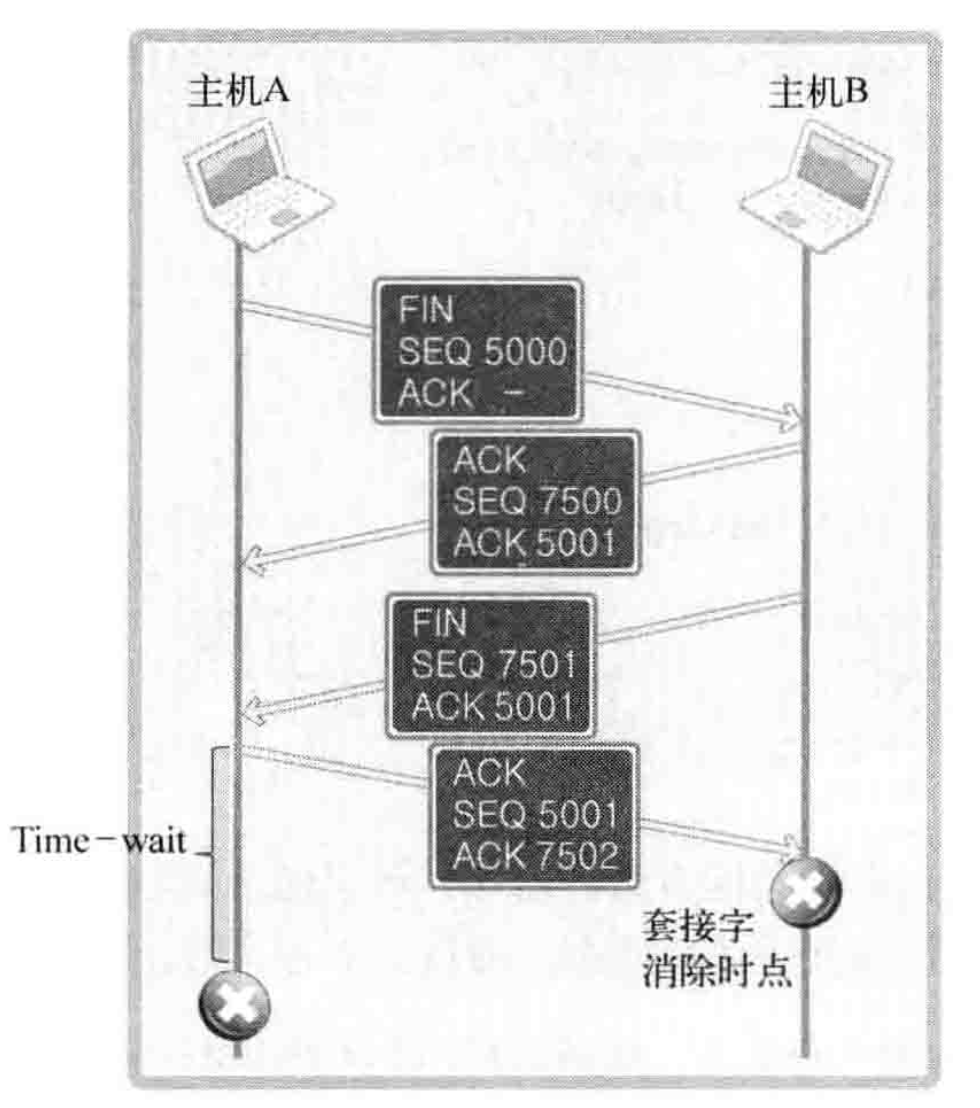 主机A
主机B
FIN
SEQ 5000
ACK -
ACK
SEQ 7500
ACK 5001
FIN
SEQ 7501
ACK 5001
ACK
SEQ 5001
ACK 7502
Time-wait
套接字
消除时点